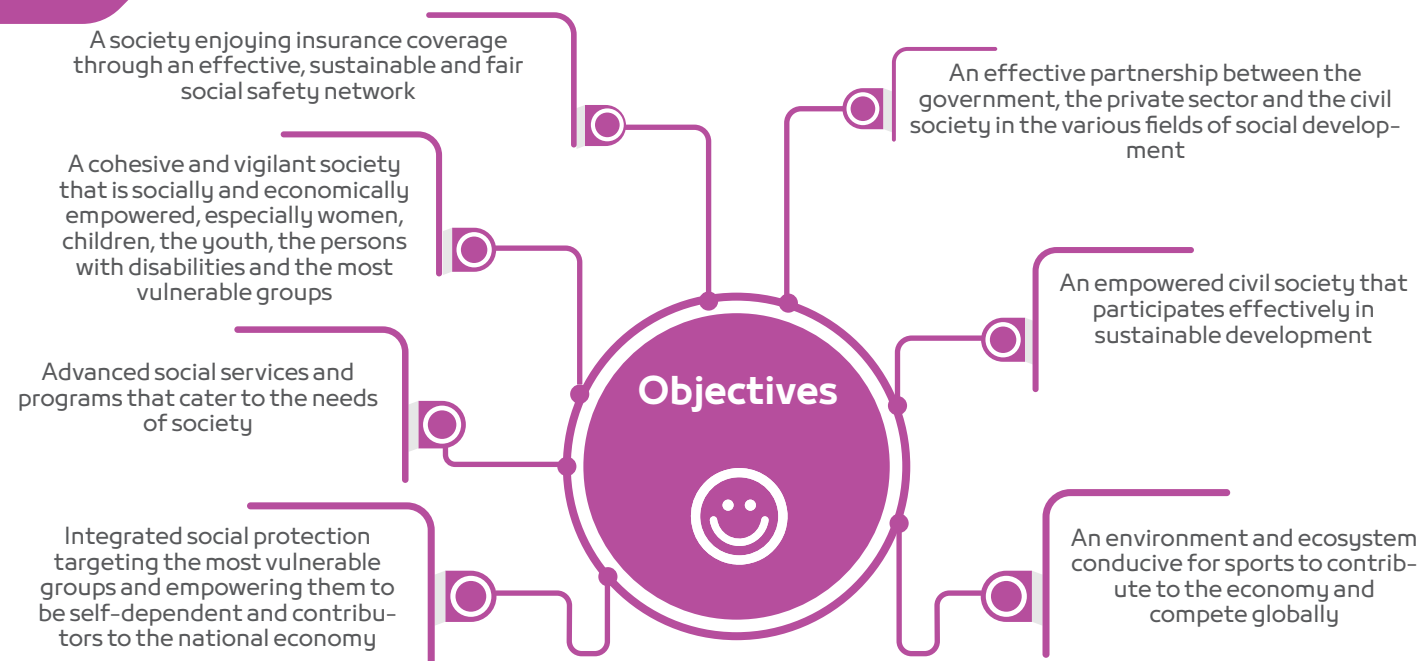 A society enjoying insurance coverage
through an effective, sustainable and fair
social safety network
A cohesive and vigilant society
that is socially and economically
empowered, especially women,
children, the youth, the persons
with disabilities and the most
vulnerable groups
Advanced social services and
programs that cater to the needs
of society
Integrated social protection
targeting the most vulnerable
groups and empowering them to
be self-dependent and contribu-
tors to the national economy
Objectives
An effective partnership between the
government, the private sector and the civil
society in the various fields of social develop-
ment
An empowered civil society that
participates effectively in
sustainable development
An environment and ecosystem
conducive for sports to contrib-
ute to the economy and
compete globally